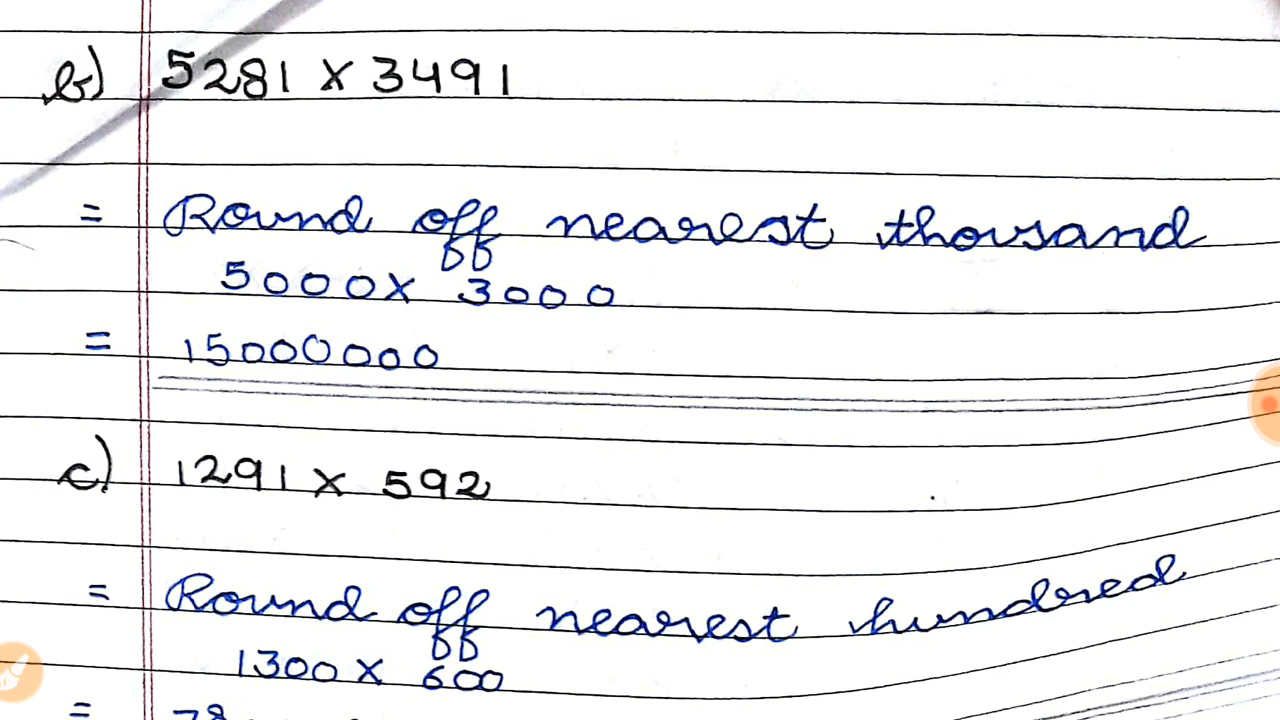 b) 5281 x 3491
= Round off nearest thousand
5000 x 3000
= 15000000
c) 1291 x 592
= Round off nearest hundred
1300 x 600
=